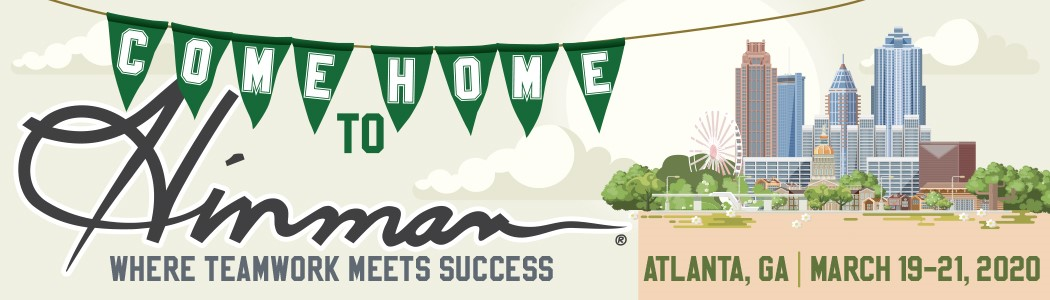 COME HOME
TO
Hinman®
WHERE TEAMWORK MEETS SUCCESS
ATLANTA, GA | MARCH 19-21, 2020